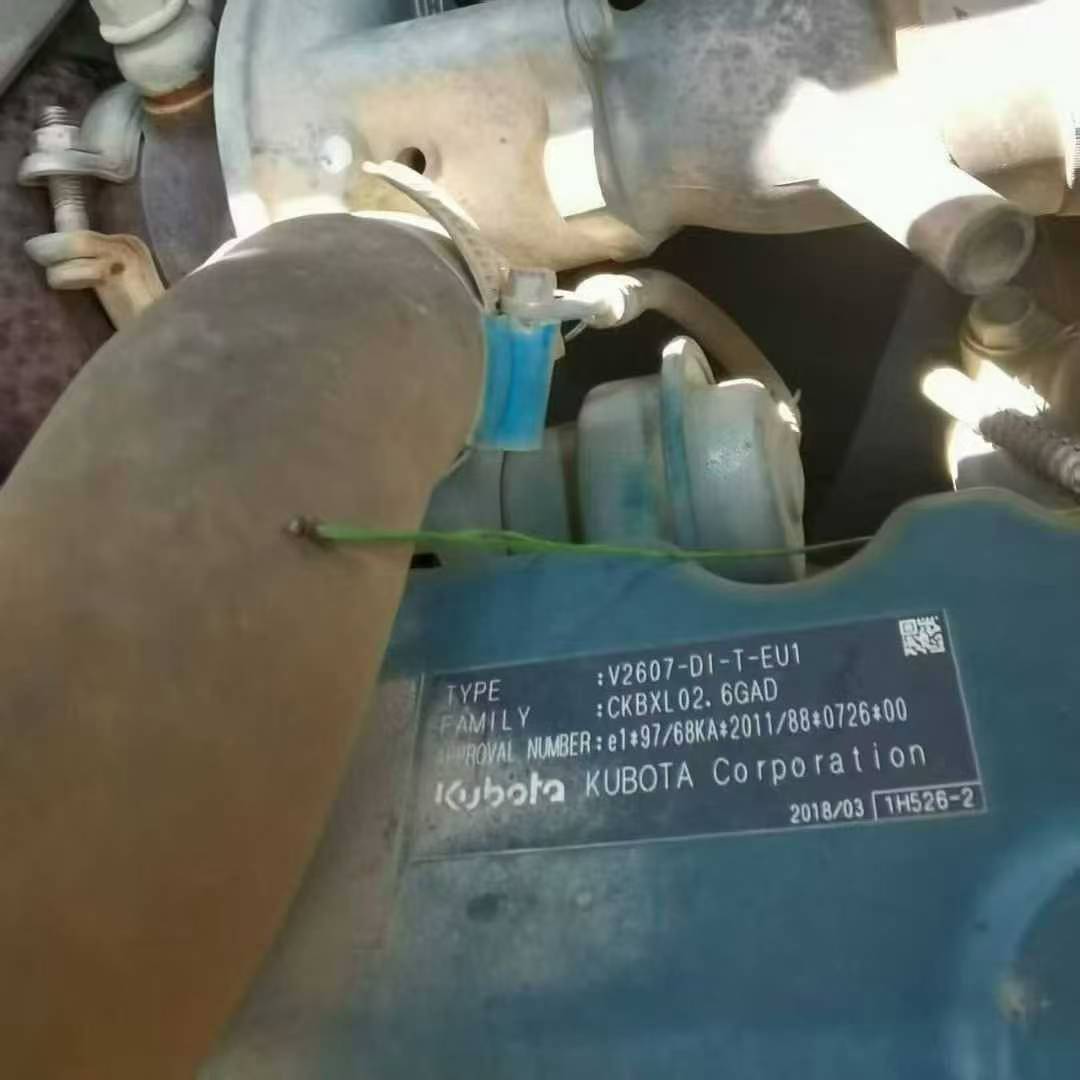 TYPE :V2607-DI-T-EU1
FAMILY :CKBXL02.6GAD
APPROVAL NUMBER:e1*97/68KA*2011/88*0726*00
Kubota KUBOTA Corporation
2018/03 1H526-2